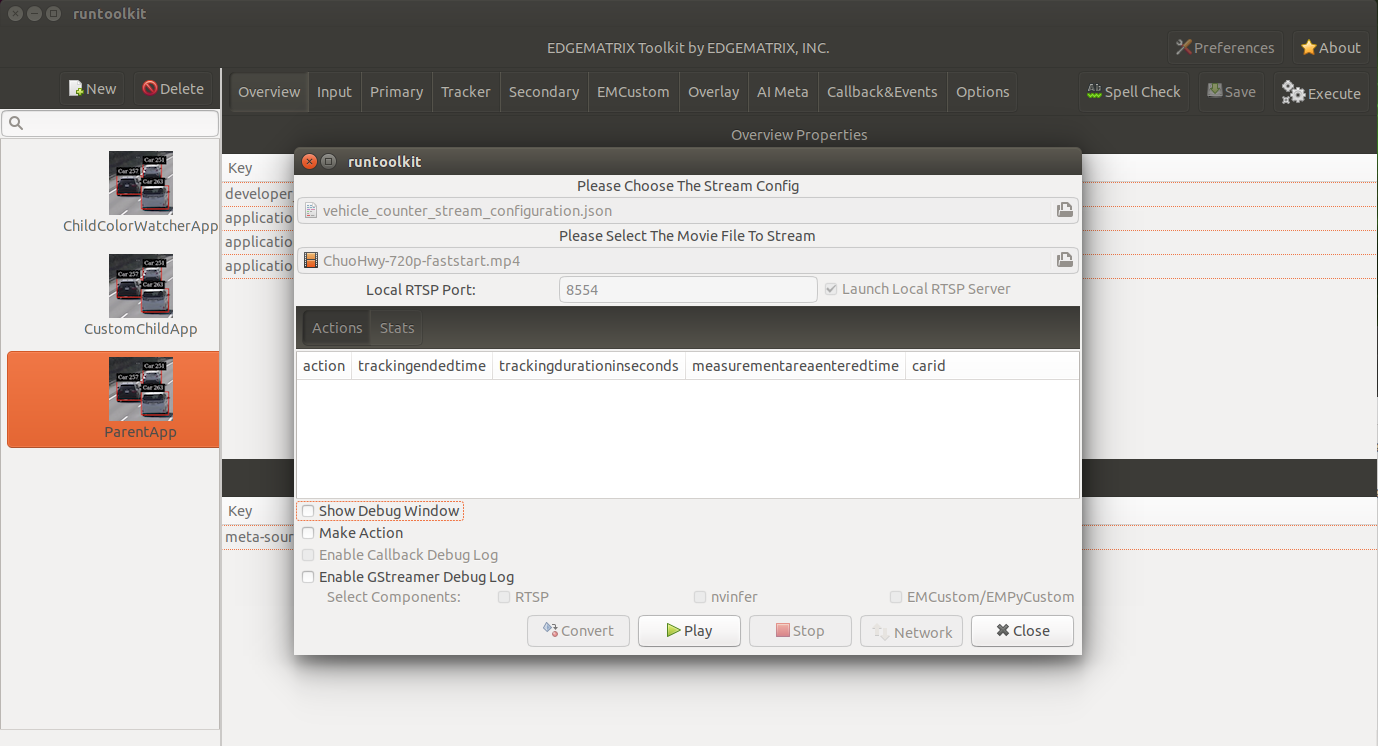 runtoolkit
EDGEMATRIX Toolkit by EDGEMATRIX, INC.
Preferences
About
New
Delete
Overview
Input
Primary
Tracker
Secondary
EMCustom
Overlay
AI Meta
Callback&Events
Options
Spell Check
Save
Execute
Overview Properties
Key
developer
applicatio
applicatio
applicatio
Car 251
Car 257
Car 263
ChildColorWatcherApp
Car 251
Car 257
Car 263
CustomChildApp
Car 251
Car 257
Car 263
ParentApp
Key
meta-sour
runtoolkit
Please Choose The Stream Config
vehicle_counter_stream_configuration.json
Please Select The Movie File To Stream
ChuoHwy-720p-faststart.mp4
Local RTSP Port:
8554
Launch Local RTSP Server
Actions
Stats
action
trackingendedtime
trackingdurationinseconds
measurementareaenteredtime
carid
Show Debug Window
Make Action
Enable Callback Debug Log
Enable GStreamer Debug Log
Select Components:
RTSP
nvinfer
EMCustom/EMPyCustom
Convert
Play
Stop
Network
Close